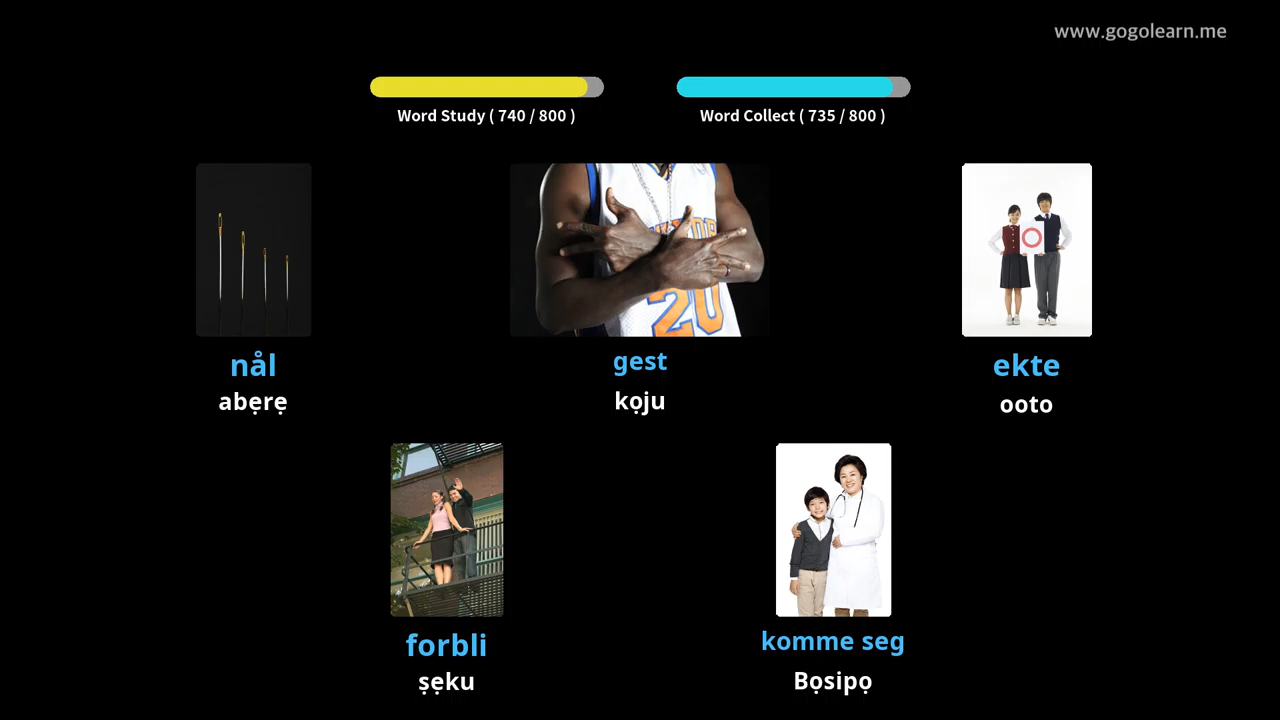 www.gogolearn.me
Word Study ( 740 / 800 )
Word Collect ( 735 / 800 )
20
nål
abẹrẹ
gest
kọju
ekte
ooto
forbli
ṣẹku
komme seg
Bọsipọ